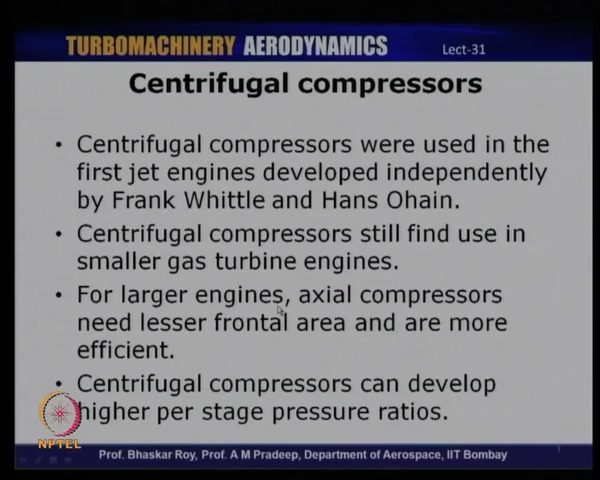 TURBOMACHINERY AERODYNAMICS
Lect-31
Centrifugal compressors
• Centrifugal compressors were used in the
first jet engines developed independently
by Frank Whittle and Hans Ohain.
• Centrifugal compressors still find use in
smaller gas turbine engines.
• For larger engines, axial compressors
need lesser frontal area and are more
efficient.
• Centrifugal compressors can develop
higher per stage pressure ratios.
NPTEL
Prof. Bhaskar Roy, Prof. A M Pradeep, Department of Aerospace, IIT Bombay
3